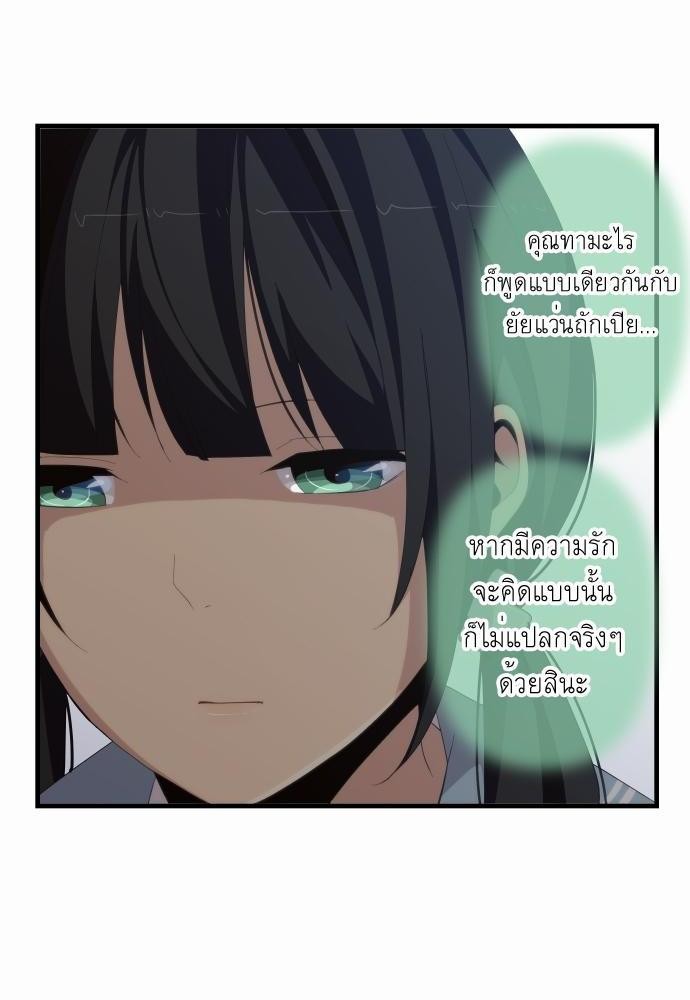 คุณทามะไร
ก็พูดแบบเดียวกันกับ
ยัยแว่นถักเปีย...
หากมีความรัก
จะคิดแบบนั้น
ก็ไม่แปลกจริงๆ
ด้วยสินะ